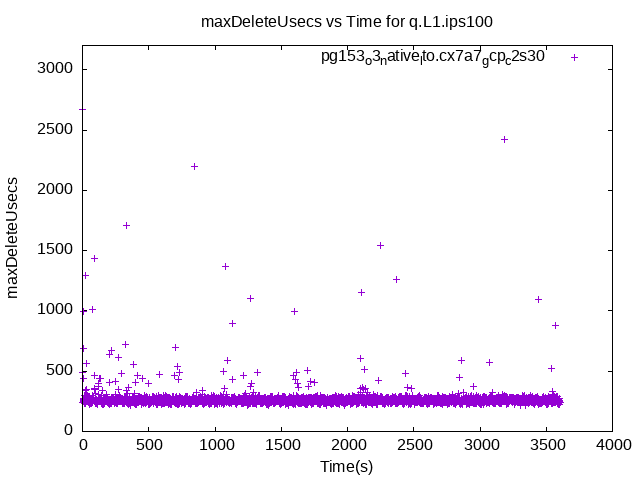 maxDeleteUsecs vs Time for q.L1.ips100
pg153o3native_lto.cx7a7gcpc2s30
3000
2500
2000
1500
1000
500
0
maxDeleteUsecs
0 500 1000 1500 2000 2500 3000 3500 4000
Time(s)